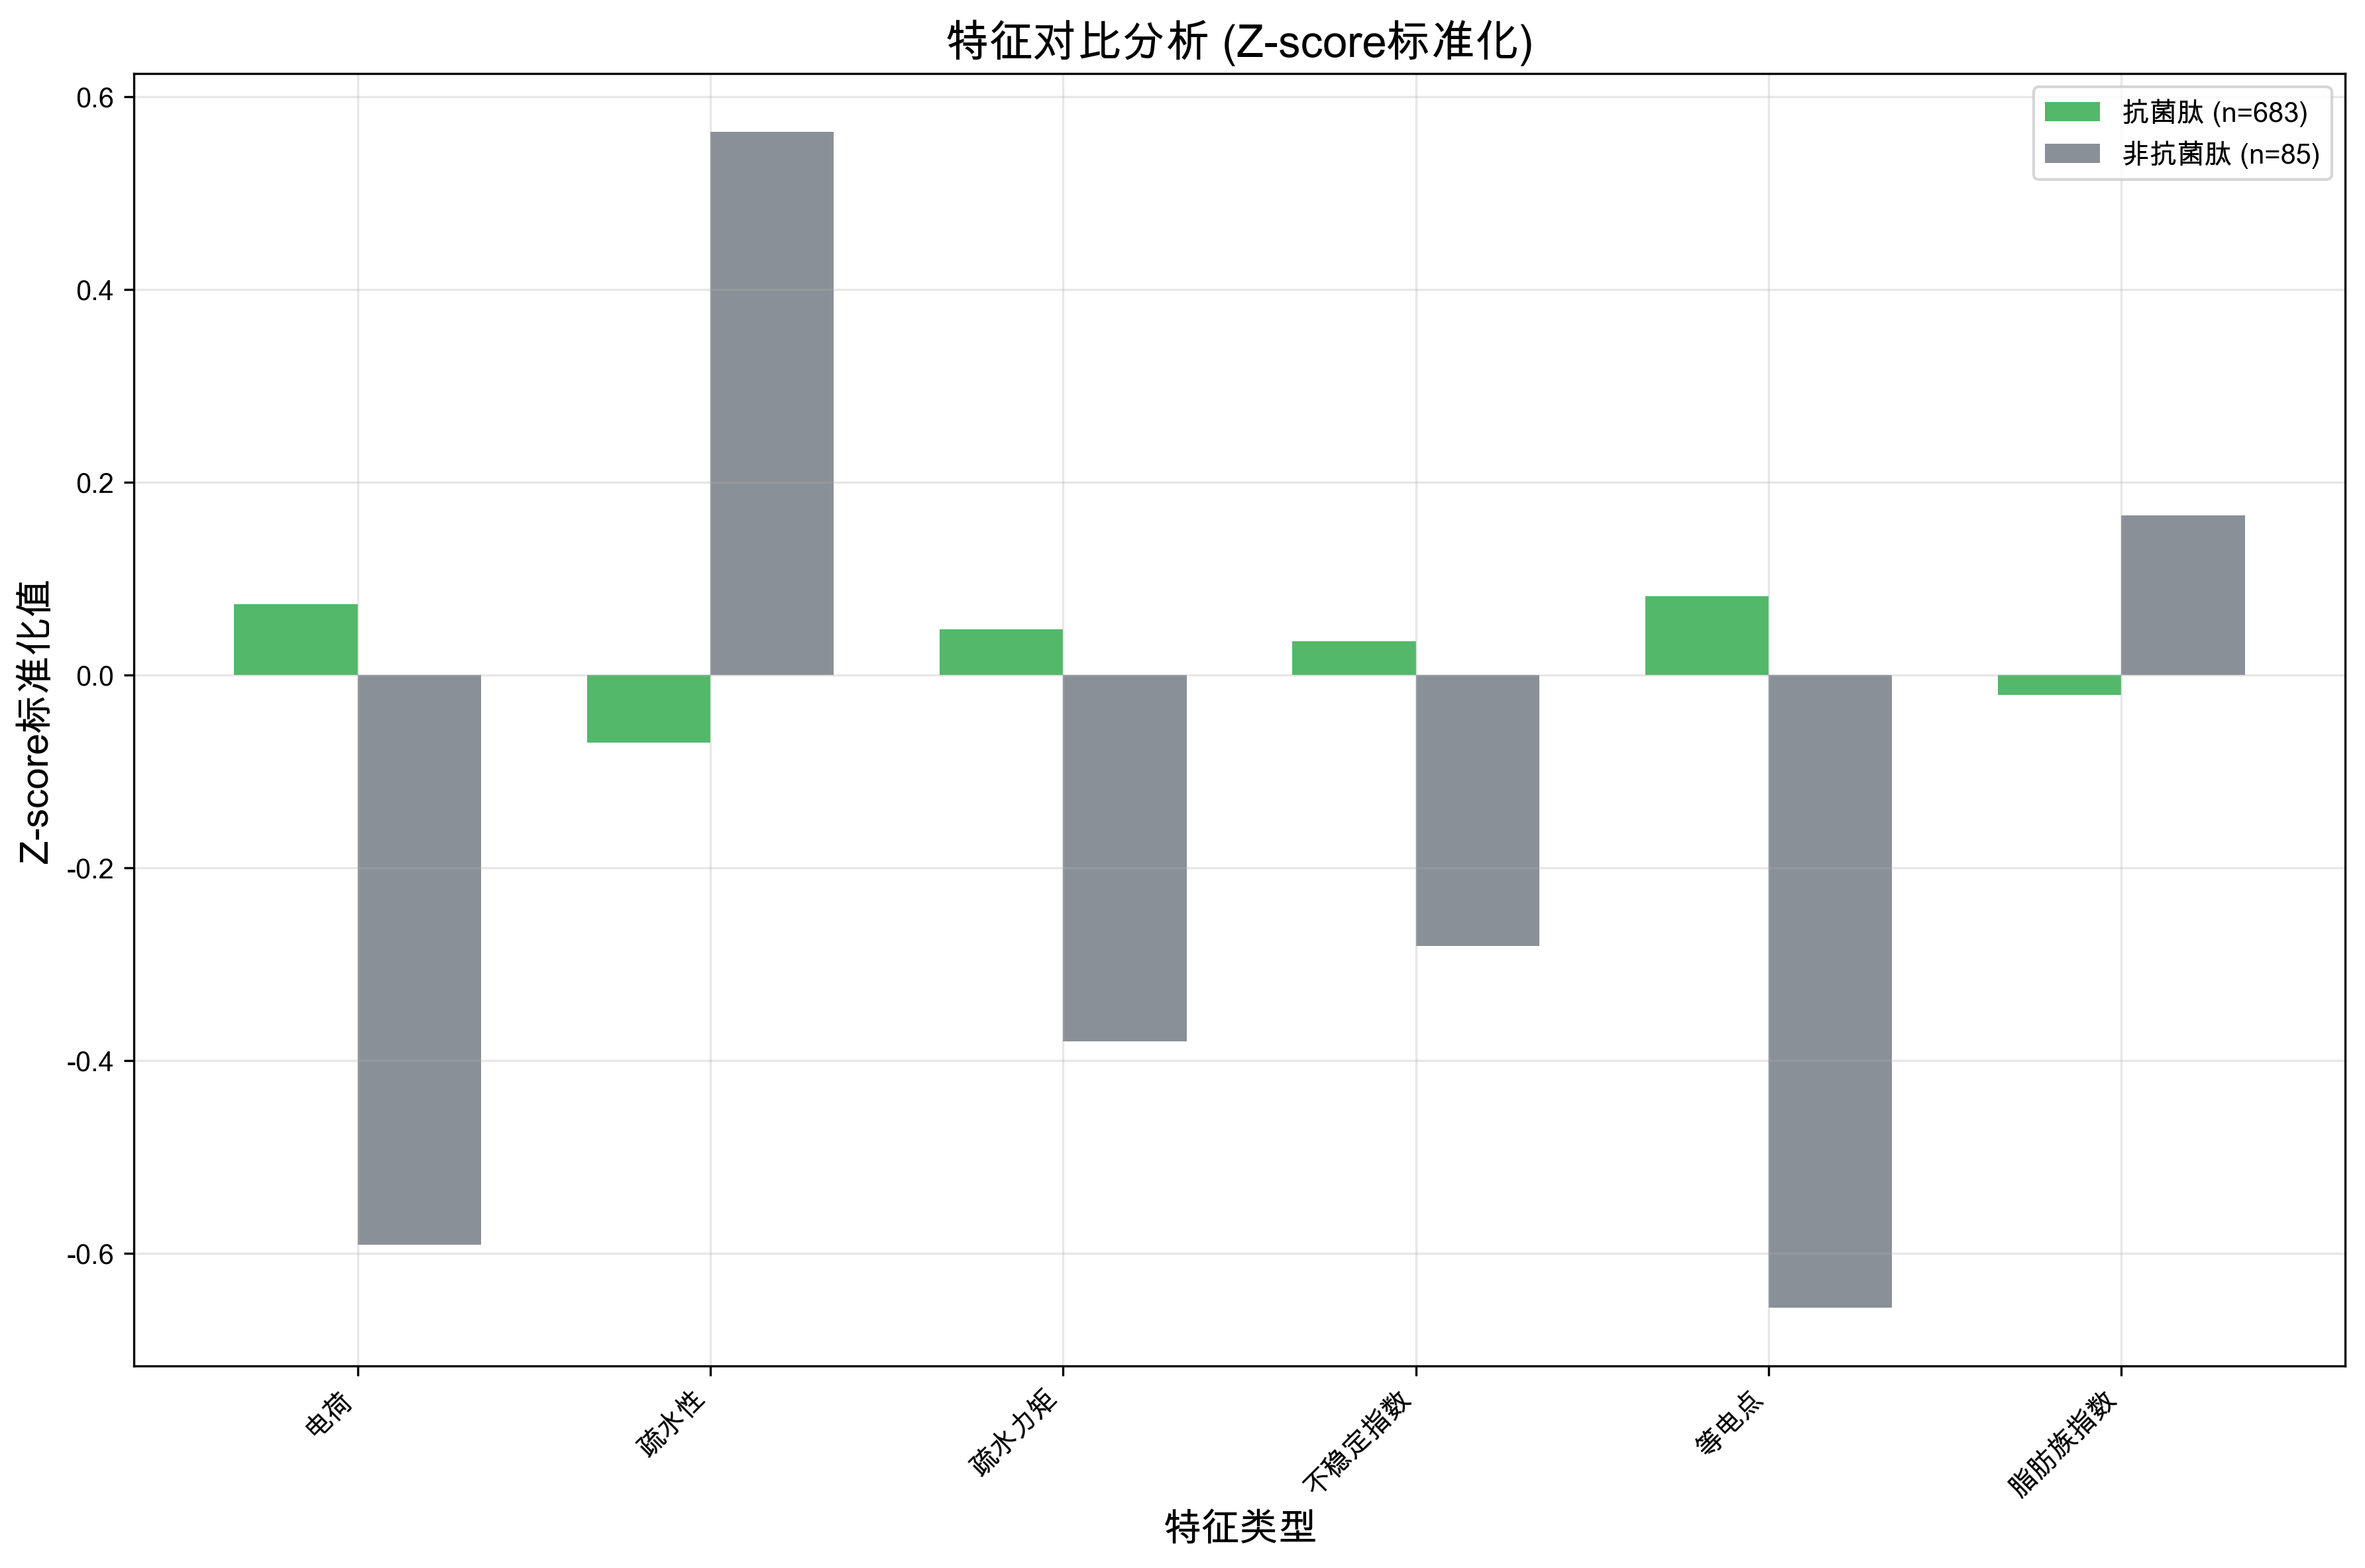 特征对比分析 (Z-score标准化)
抗菌肽 (n=683)
非抗菌肽 (n=85)
Z-score标准化值
0.6
0.4
0.2
0.0
-0.2
-0.4
-0.6
电荷
疏水性
疏水力矩
不稳定指数
等电点
脂肪族指数
特征类型